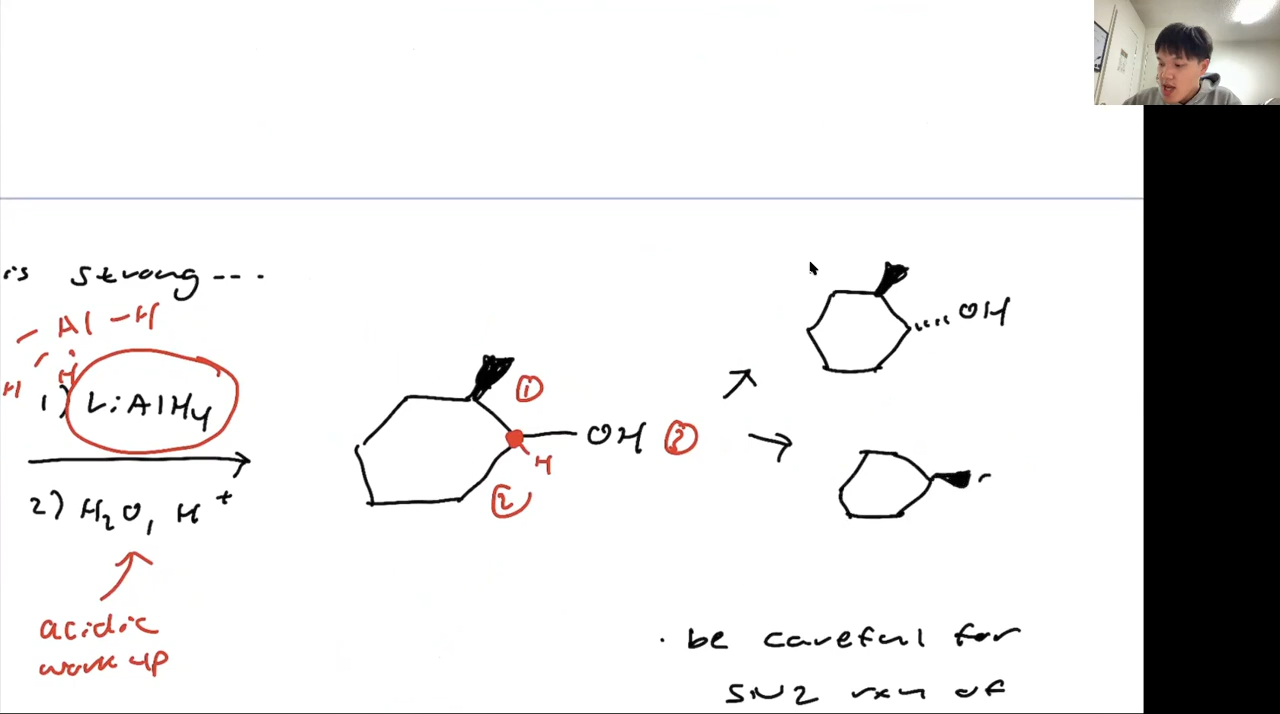 is strong ---
Al - H
H
H
1) LiAlH4
2) H2O, H+
acidic
work up
①
OH ③
H
②
OH
· be careful for
SN2 rxn of